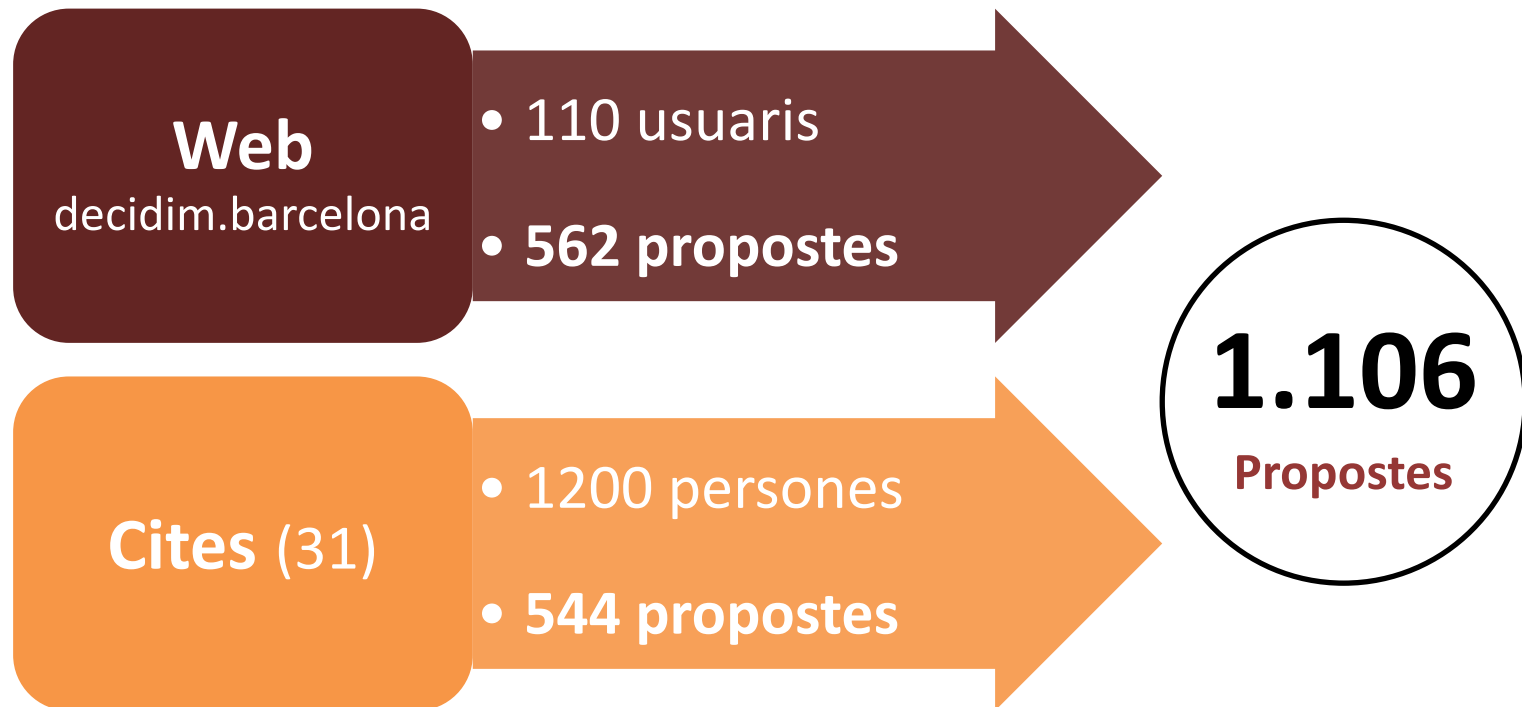 Web
decidim.barcelona
• 110 usuaris
• 562 propostes
Cites (31)
• 1200 persones
• 544 propostes
1.106
Propostes